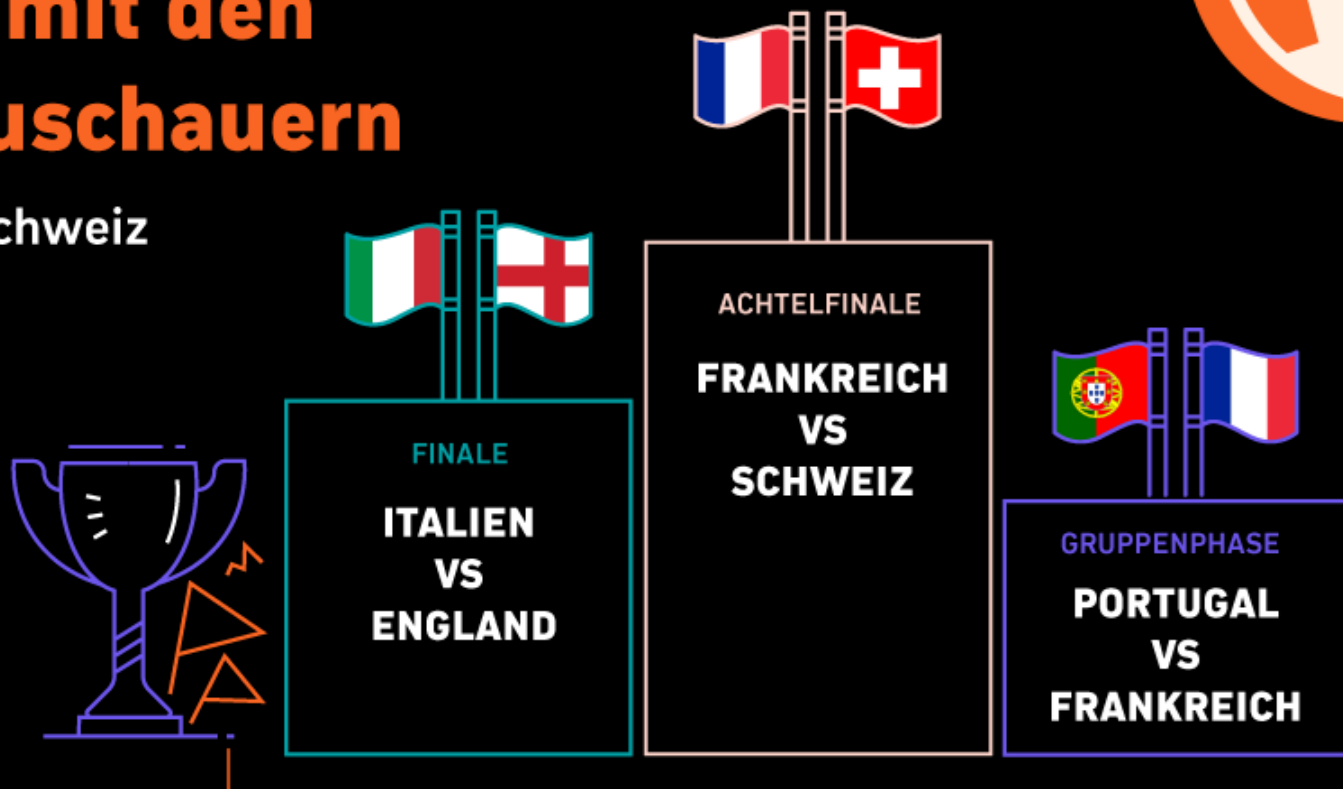 mit den
uschauern
chweiz
FINALE
ITALIEN
VS
ENGLAND
ACHTELFINALE
FRANKREICH
VS
SCHWEIZ
GRUPPENPHASE
PORTUGAL
VS
FRANKREICH